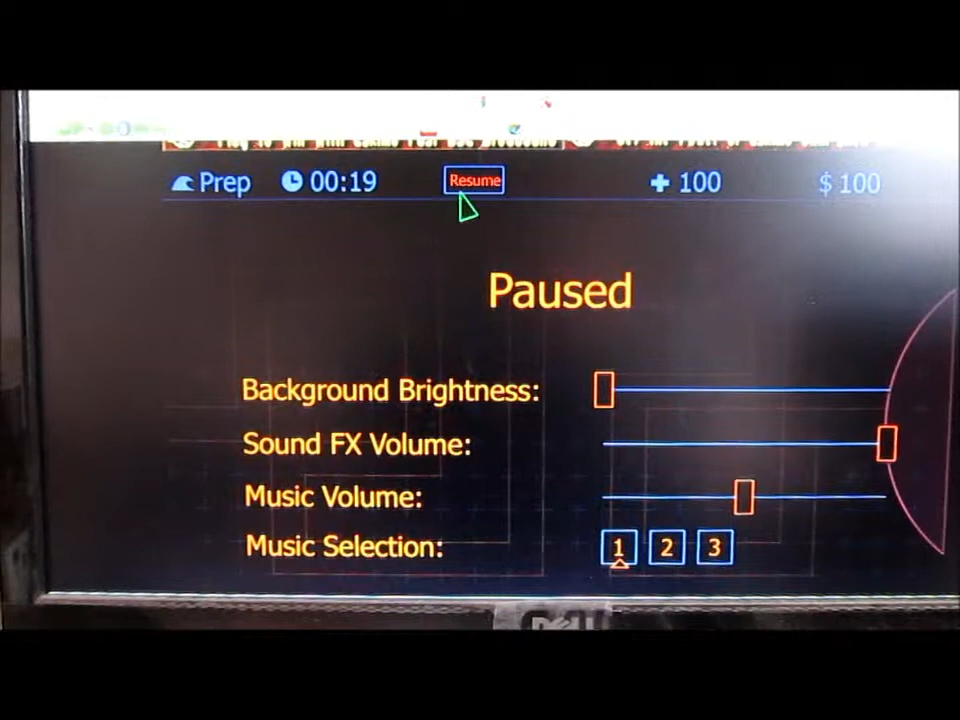 Prep 00:19 Resume + 100 $ 100
Paused
Background Brightness:
Sound FX Volume:
Music Volume:
Music Selection: 1 2 3
DELL